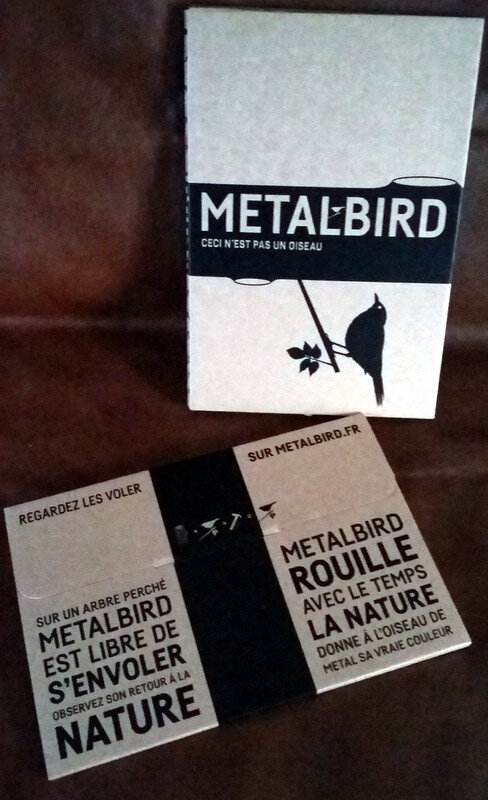 METALBIRD
CECI N'EST PAS UN OISEAU
REGARDEZ LES VOLER
SUR METALBIRD.FR
SUR UN ARBRE PERCHÉ
METALBIRD
EST LIBRE DE
S'ENVOLER
OBSERVEZ SON RETOUR À LA
NATURE
METALBIRD
ROUILLE
AVEC LE TEMPS
LA NATURE
DONNE À L'OISEAU DE
METAL SA VRAIE COULEUR